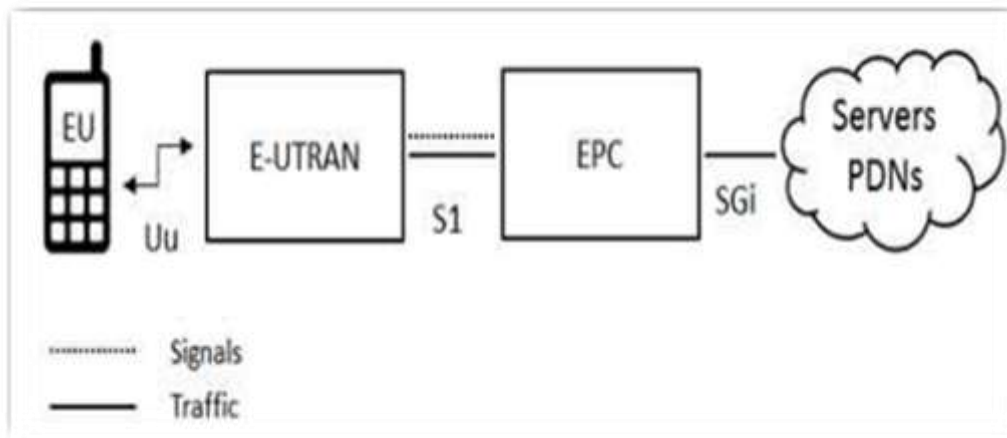 EU
Uu
E-UTRAN
S1
EPC
SGi
Servers
PDNs
Signals
Traffic